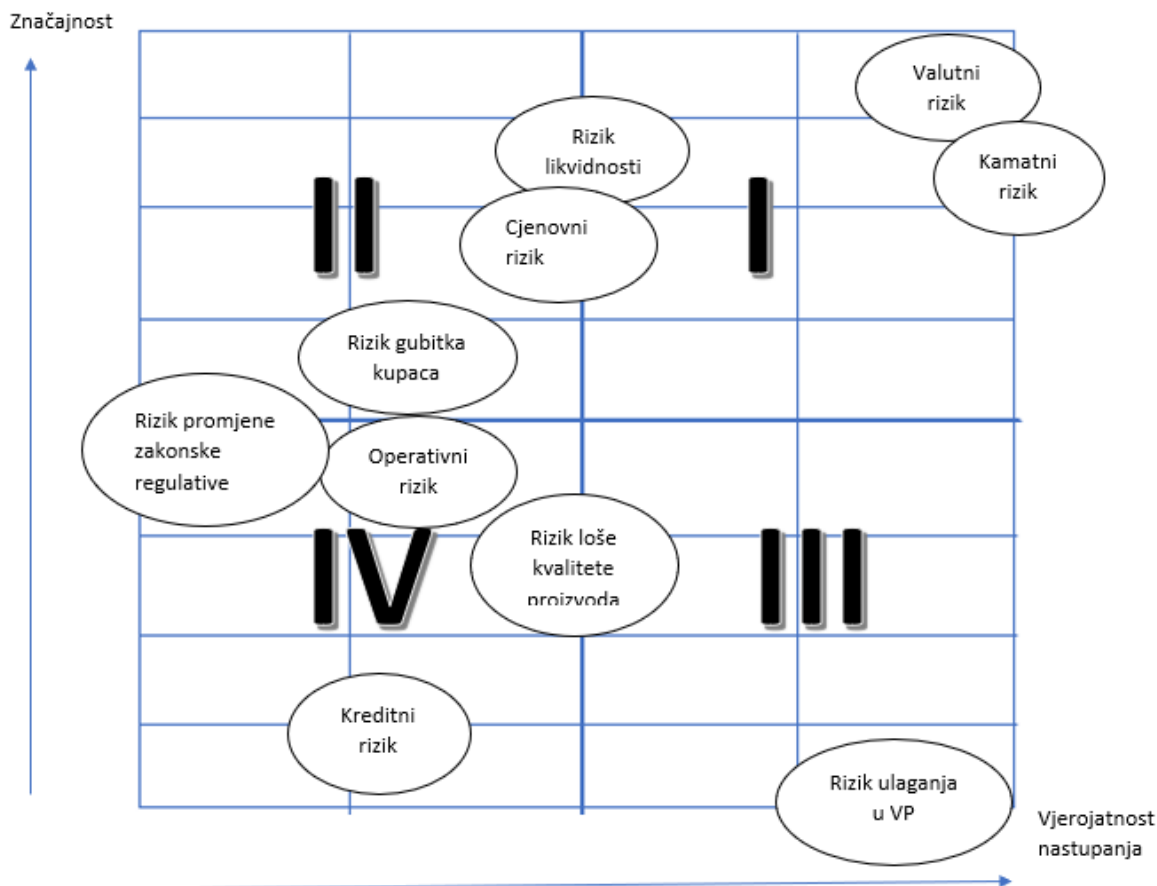 Značajnost
Valutni
rizik
Rizik
likvidnosti
Kamatni
rizik
II
I
Cjenovni
rizik
Rizik gubitka
kupaca
Rizik promjene
zakonske
regulative
Operativni
rizik
Rizik loše
kvalitete
proizvoda
IV
III
Kreditni
rizik
Rizik ulaganja
u VP
Vjerojatnost
nastupanja